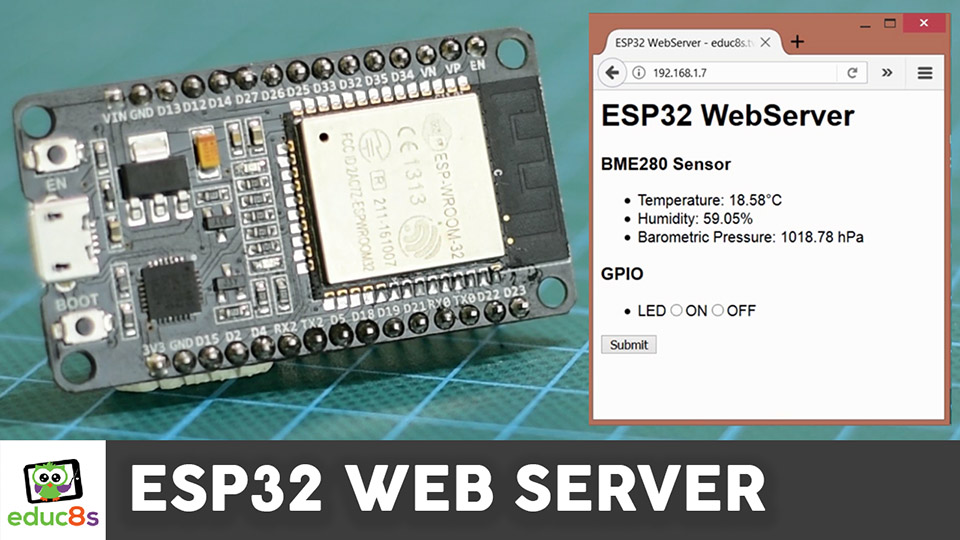 VIN GND D13 D12 D14 D27 D26 D25 D33 D32 D35 D34 VN VP EN
EN
BOOT
3V3 GND D15 D2 D4 RX2 TX2 D5 D18 D19 D21 RX0 TX0 D22 D23
ESP-WROOM-32
CE1313
R 211-161007
FCC ID:2AC7Z-ESPWROOM32
ESP32 WebServer - educ8s.tv
192.168.1.7
ESP32 WebServer
BME280 Sensor
• Temperature: 18.58°C
• Humidity: 59.05%
• Barometric Pressure: 1018.78 hPa
GPIO
• LED ON OFF
Submit
educ8s
ESP32 WEB SERVER